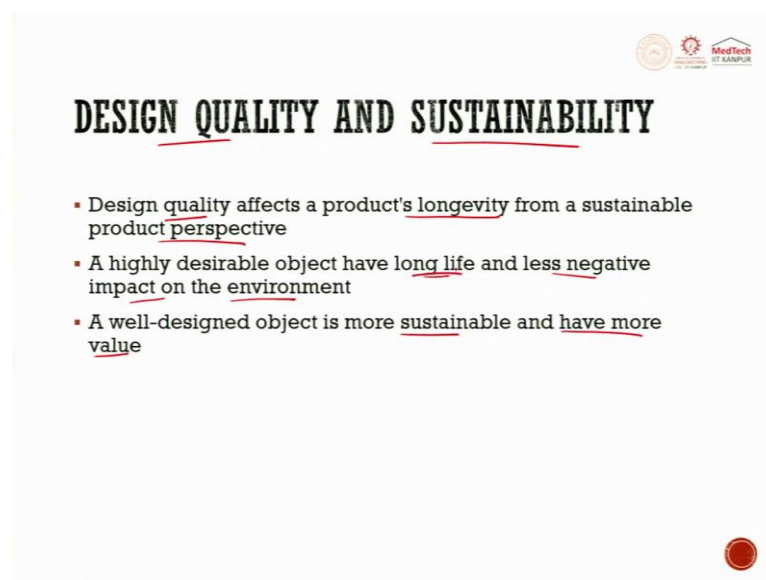 MedTech
IIT KANPUR
DESIGN QUALITY AND SUSTAINABILITY
▪ Design quality affects a product's longevity from a sustainable
product perspective
▪ A highly desirable object have long life and less negative
impact on the environment
▪ A well-designed object is more sustainable and have more
value